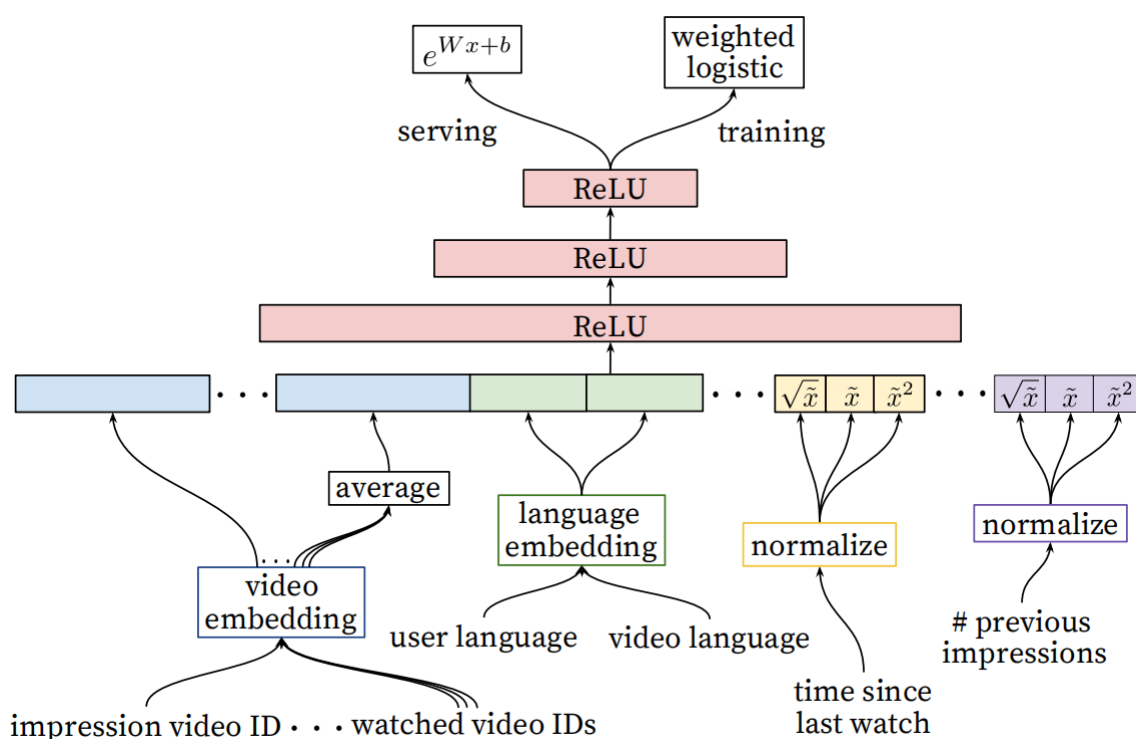 e^{Wx+b}
weighted
logistic
serving
training
ReLU
ReLU
ReLU
. . . . . . √x̃ x̃ x̃² . . . √x̃ x̃ x̃²
average
language
embedding
normalize
normalize
. . .
video
embedding
user language
video language
# previous
impressions
time since
last watch
impression video ID . . . watched video IDs